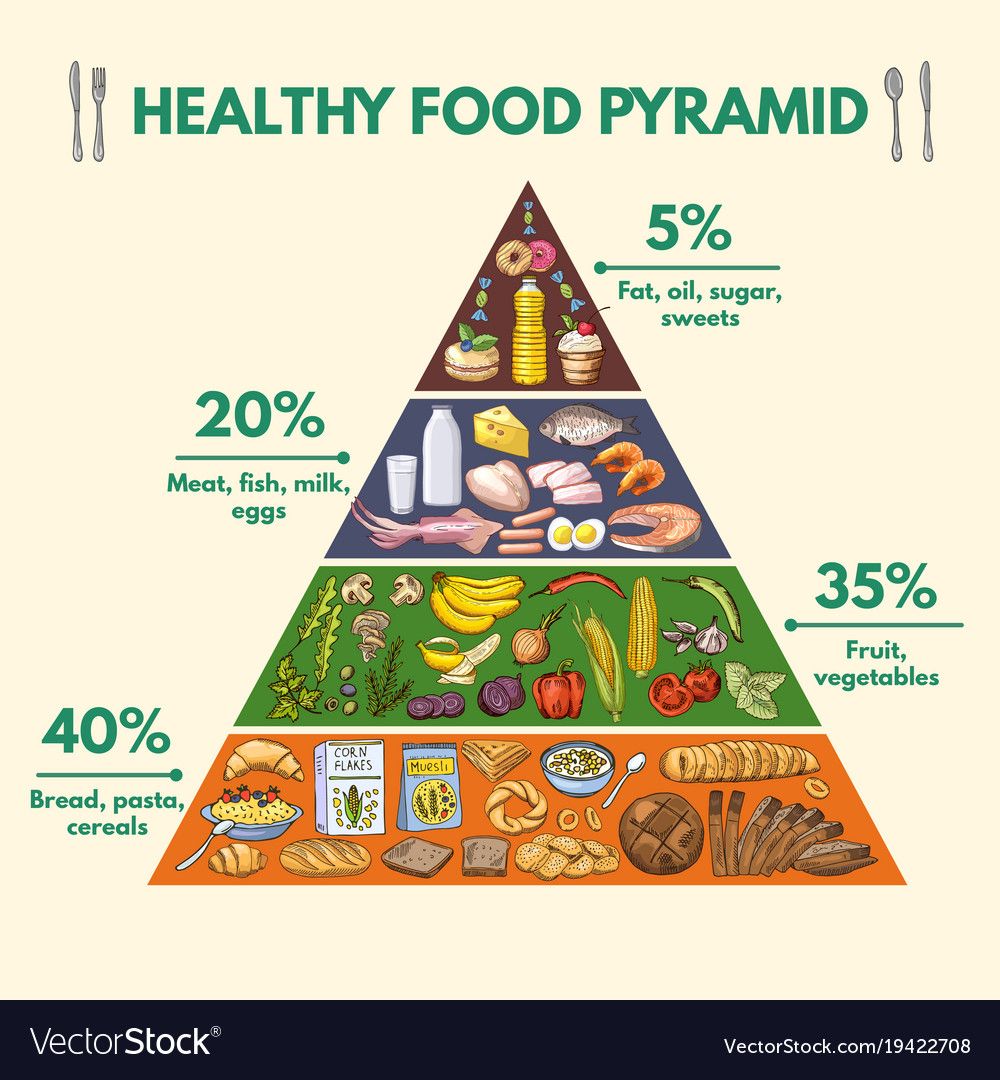 HEALTHY FOOD PYRAMID
5%
Fat, oil, sugar,
sweets
20%
Meat, fish, milk,
eggs
35%
Fruit,
vegetables
40%
Bread, pasta,
cereals
CORN
FLAKES
Muesli
VectorStock®
VectorStock.com/19422708